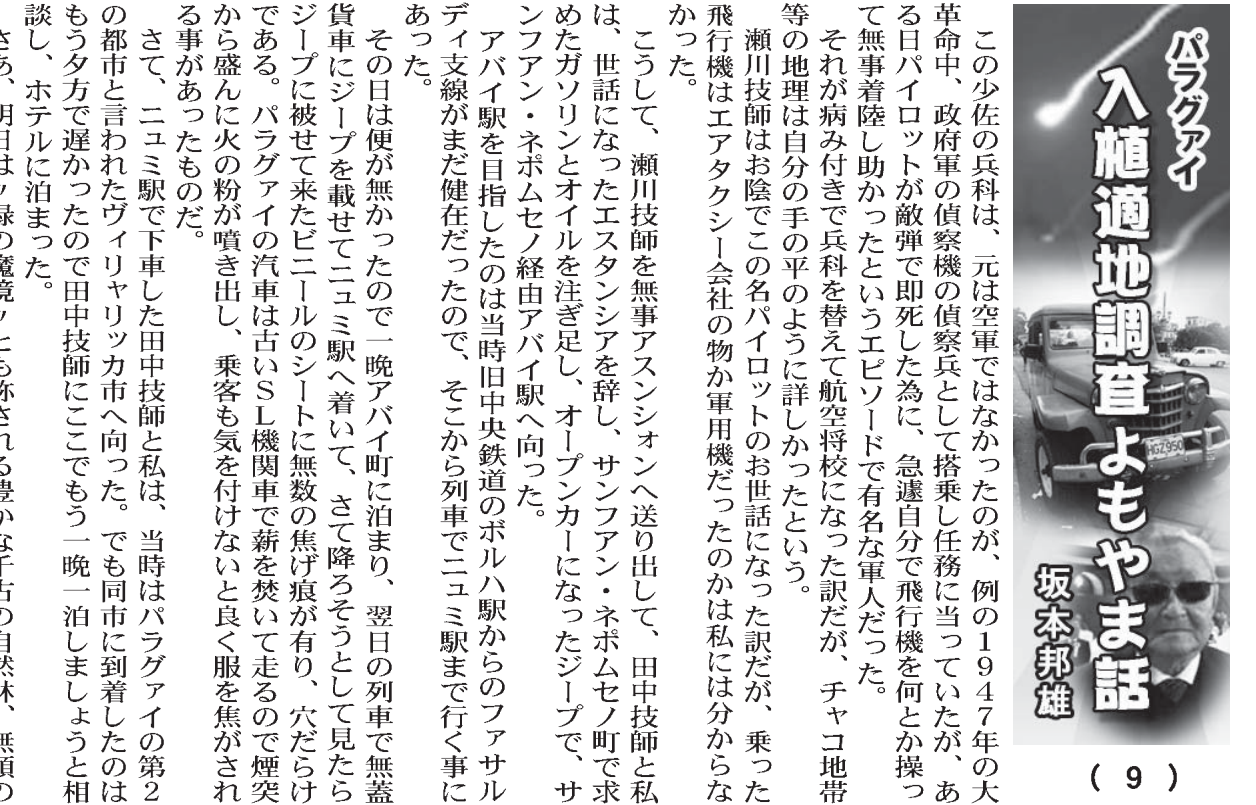 パラグァイ
入植適地調査よもやま話
坂本邦雄
HGZ950
(9)
この少佐の兵科は、元は空軍ではなかったのが、例の1947年の大
革命中、政府軍の偵察機の偵察兵として搭乗し任務に当っていたが、あ
る日パイロットが敵弾で即死した為に、急遽自分で飛行機を何とか操っ
て無事着陸し助かったというエピソードで有名な軍人だった。
それが病み付きで兵科を替えて航空将校になった訳だが、チャコ地帯
等の地理は自分の手の平のように詳しかったという。
瀬川技師はお陰でこの名パイロットのお世話になった訳だが、乗った
飛行機はエアタクシー会社の物か軍用機だったのかは私には分からな
かった。
こうして、瀬川技師を無事アスンシォンへ送り出して、田中技師と私
は、世話になったエスタンシアを辞し、サンフアン・ネポムセノ町で求
めたガソリンとオイルを注ぎ足し、オープンカーになったジープで、サ
ンフアン・ネポムセノ経由アバイ駅へ向った。
アバイ駅を目指したのは当時旧中央鉄道のボルハ駅からのファサル
ディ支線がまだ健在だったので、そこから列車でニュミ駅まで行く事に
あった。
その日は便が無かったので一晩アバイ町に泊まり、翌日の列車で無蓋
貨車にジープを載せてニュミ駅へ着いて、さて降ろそうとして見たら
ジープに被せて来たビニールのシートに無数の焦げ痕が有り、穴だらけ
である。パラグァイの汽車は古いSL機関車で薪を焚いて走るので煙突
から盛んに火の粉が噴き出し、乗客も気を付けないと良く服を焦がされ
る事があったものだ。
さて、ニュミ駅で下車した田中技師と私は、当時はパラグァイの第2
の都市と言われたヴィリャリッカ市へ向った。でも同市に到着したのは
もう夕方で遅かったので田中技師にここでもう一晩一泊しましょうと相
談し、ホテルに泊まった。
さあ、明日は〃緑の魔境〃とも称される豊かな千古の自然林、無頭の